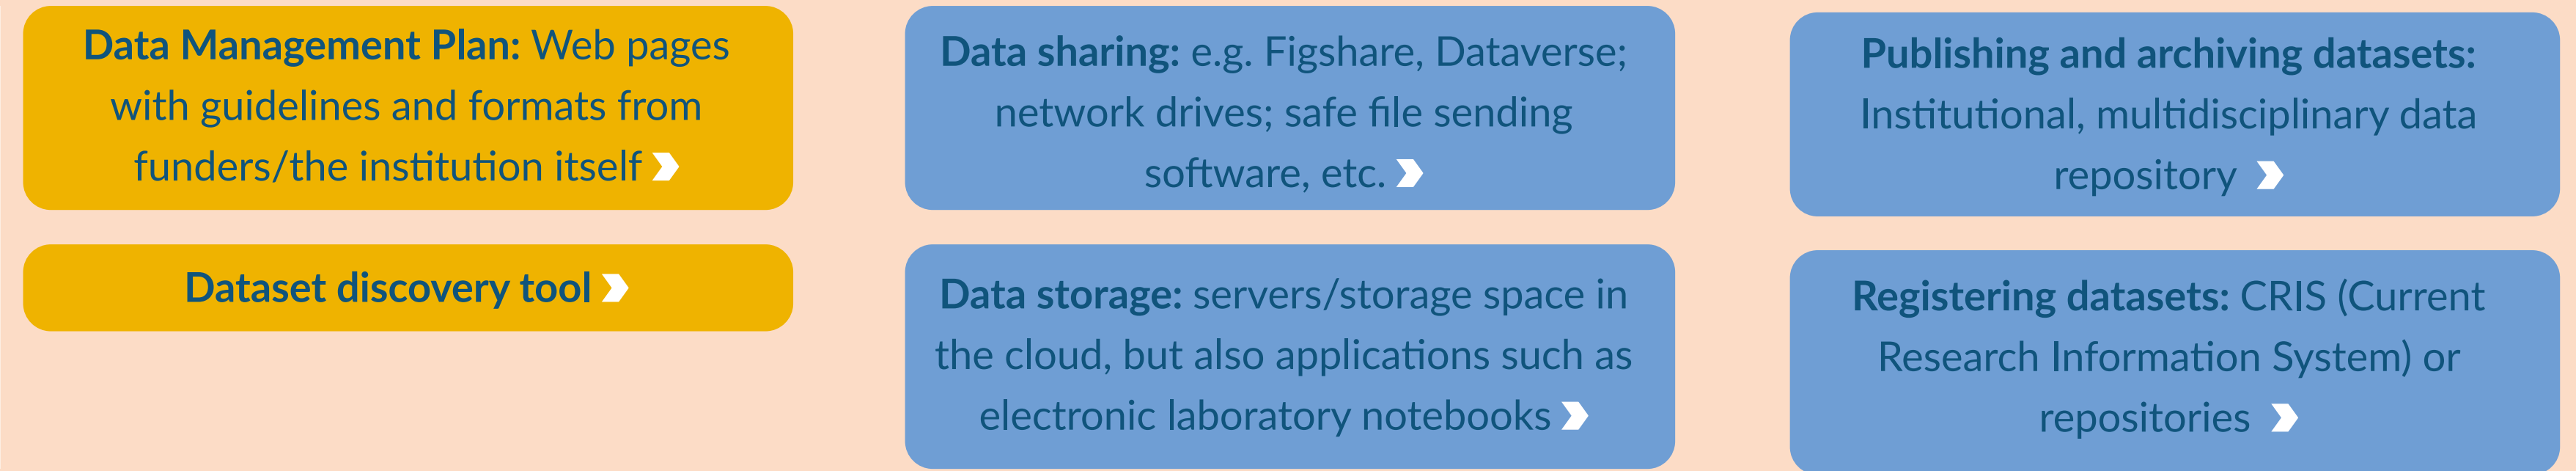 Data Management Plan: Web pages
with guidelines and formats from
funders/the institution itself
Dataset discovery tool
Data sharing: e.g. Figshare, Dataverse;
network drives; safe file sending
software, etc.
Data storage: servers/storage space in
the cloud, but also applications such as
electronic laboratory notebooks
Publishing and archiving datasets:
Institutional, multidisciplinary data
repository
Registering datasets: CRIS (Current
Research Information System) or
repositories